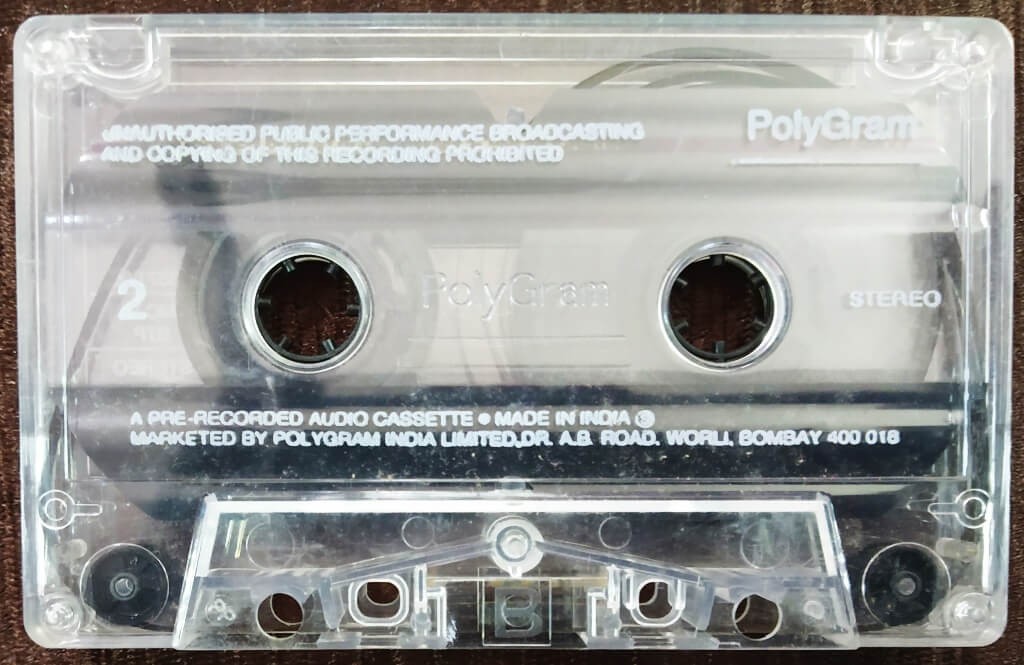 UNAUTHORISED PUBLIC PERFORMANCE BROADCASTING
AND COPYING OF THIS RECORDING PROHIBITED
PolyGram
2
PolyGram
STEREO
A PRE-RECORDED AUDIO CASSETTE ● MADE IN INDIA
MARKETED BY POLYGRAM INDIA LIMITED,DR. A.B. ROAD, WORLI, BOMBAY 400 018
B